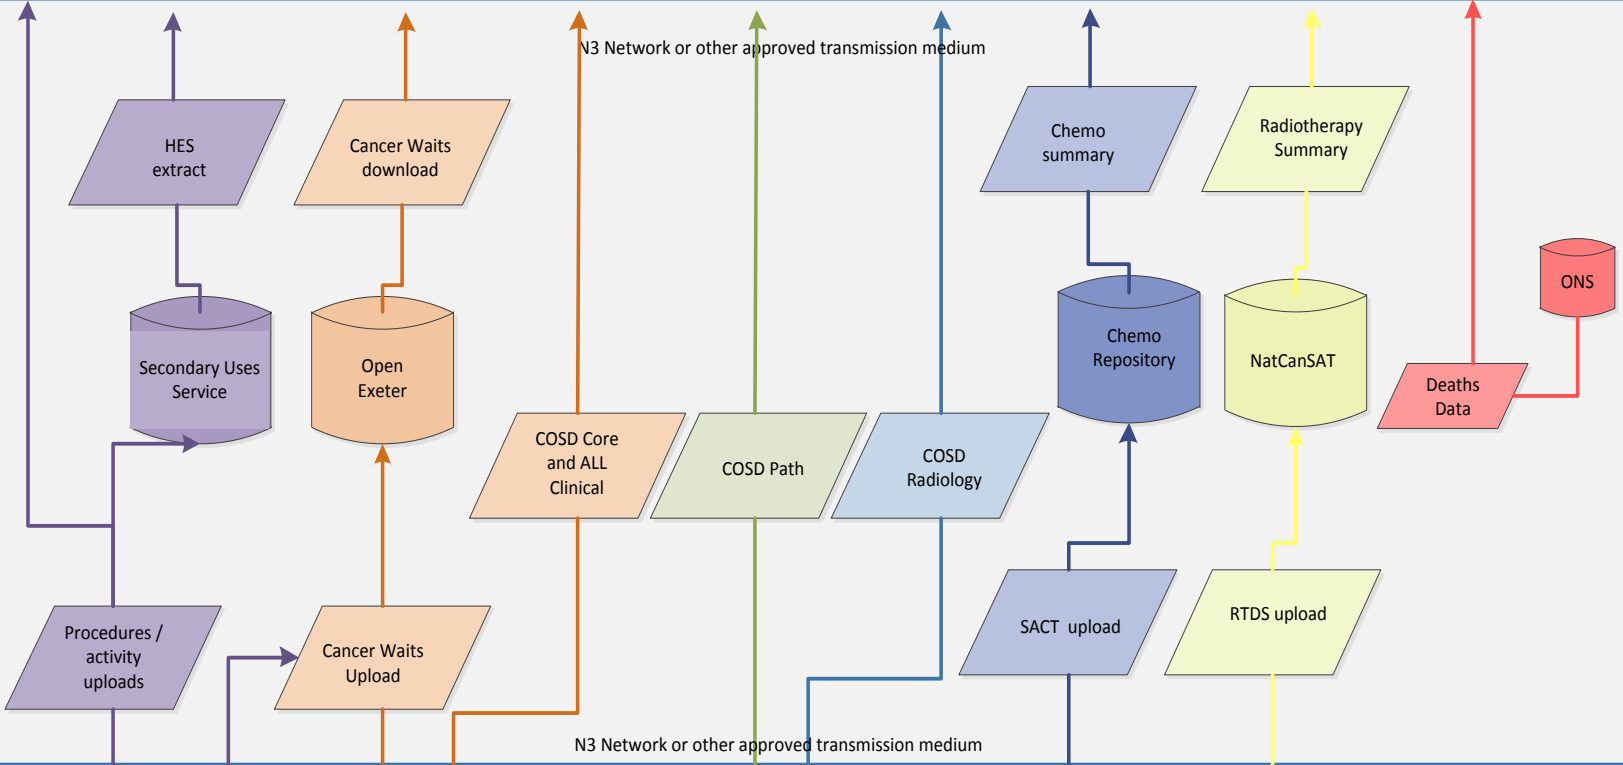 N3 Network or other approved transmission medium
HES
extract
Cancer Waits
download
Chemo
summary
Radiotherapy
Summary
Secondary Uses
Service
Open
Exeter
Chemo
Repository
NatCanSAT
ONS
Deaths
Data
COSD Core
and ALL
Clinical
COSD Path
COSD
Radiology
Procedures /
activity
uploads
Cancer Waits
Upload
SACT upload
RTDS upload
N3 Network or other approved transmission medium